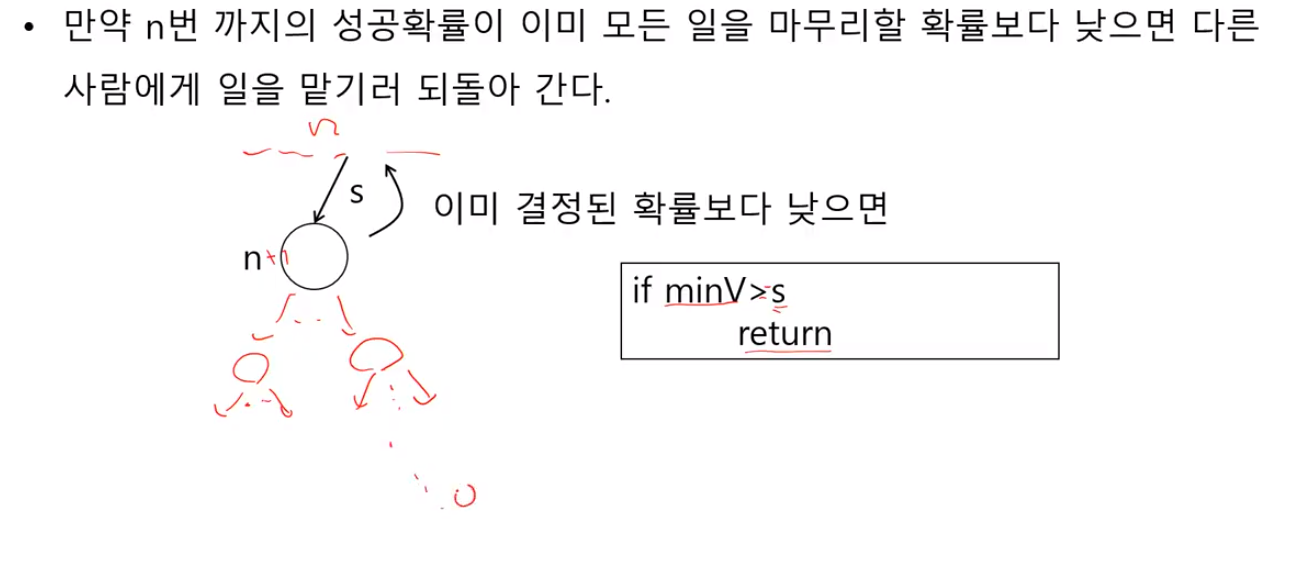 • 만약 n번 까지의 성공확률이 이미 모든 일을 마무리할 확률보다 낮으면 다른
사람에게 일을 맡기러 되돌아 간다.
n
s
이미 결정된 확률보다 낮으면
n+1
if minV>=s
return